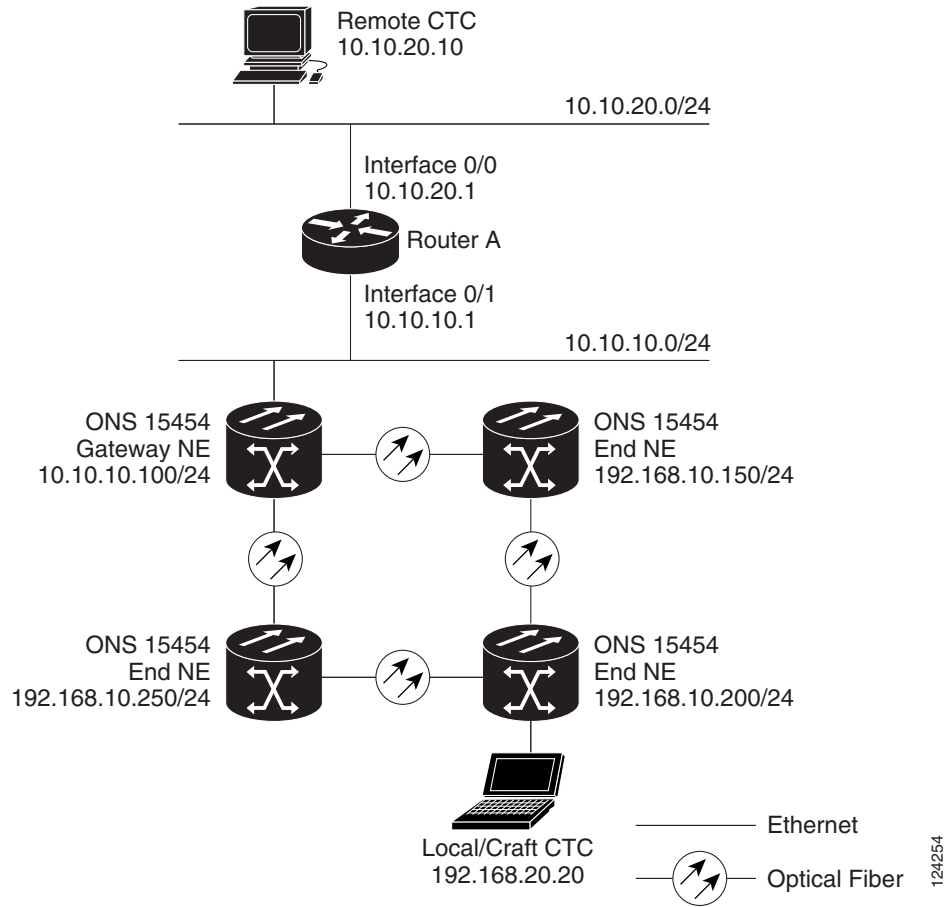 Remote CTC
10.10.20.10
10.10.20.0/24
Interface 0/0
10.10.20.1
Router A
Interface 0/1
10.10.10.1
10.10.10.0/24
ONS 15454
Gateway NE
10.10.10.100/24
ONS 15454
End NE
192.168.10.150/24
ONS 15454
End NE
192.168.10.250/24
ONS 15454
End NE
192.168.10.200/24
Local/Craft CTC
192.168.20.20
Ethernet
Optical Fiber
124254